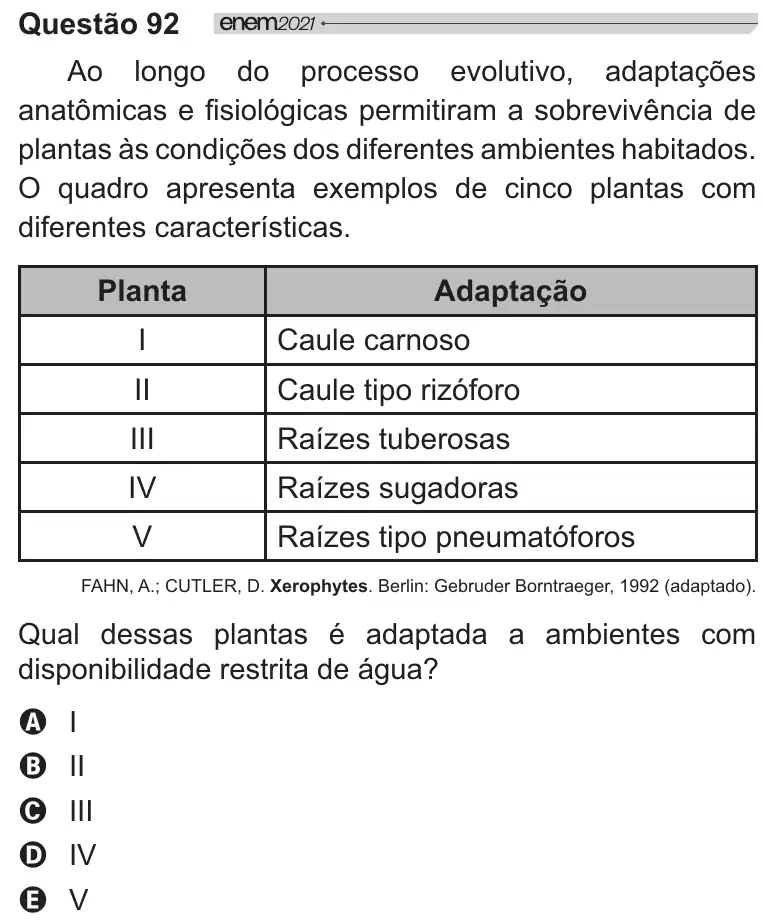 Questão 92 enem2021
Ao longo do processo evolutivo, adaptações
anatômicas e fisiológicas permitiram a sobrevivência de
plantas às condições dos diferentes ambientes habitados.
O quadro apresenta exemplos de cinco plantas com
diferentes características.
Planta Adaptação
I Caule carnoso
II Caule tipo rizóforo
III Raízes tuberosas
IV Raízes sugadoras
V Raízes tipo pneumatóforos
FAHN, A.; CUTLER, D. Xerophytes. Berlin: Gebruder Borntraeger, 1992 (adaptado).
Qual dessas plantas é adaptada a ambientes com
disponibilidade restrita de água?
A I
B II
C III
D IV
E V